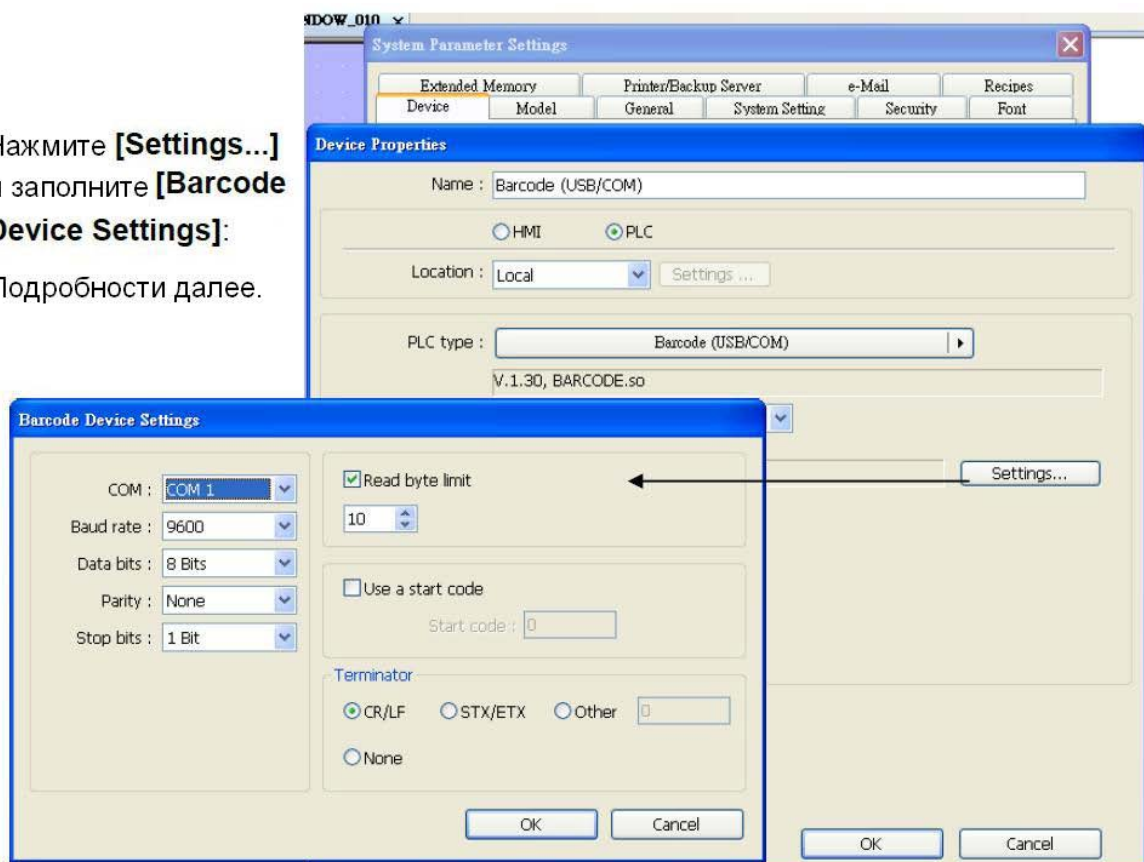 NDOW_010 ×
System Parameter Settings
Extended Memory Printer/Backup Server e-Mail Recipes
Device Model General System Setting Security Font
Нажмите [Settings...]
и заполните [Barcode
Device Settings]:
Подробности далее.
Device Properties
Name : Barcode (USB/COM)
HMI PLC
Location : Local Settings ...
PLC type : Barcode (USB/COM)
V.1.30, BARCODE.so
Settings...
Barcode Device Settings
COM : COM 1
Baud rate : 9600
Data bits : 8 Bits
Parity : None
Stop bits : 1 Bit
Read byte limit
10
Use a start code
Start code : 0
Terminator
CR/LF STX/ETX Other 0
None
OK Cancel
OK Cancel